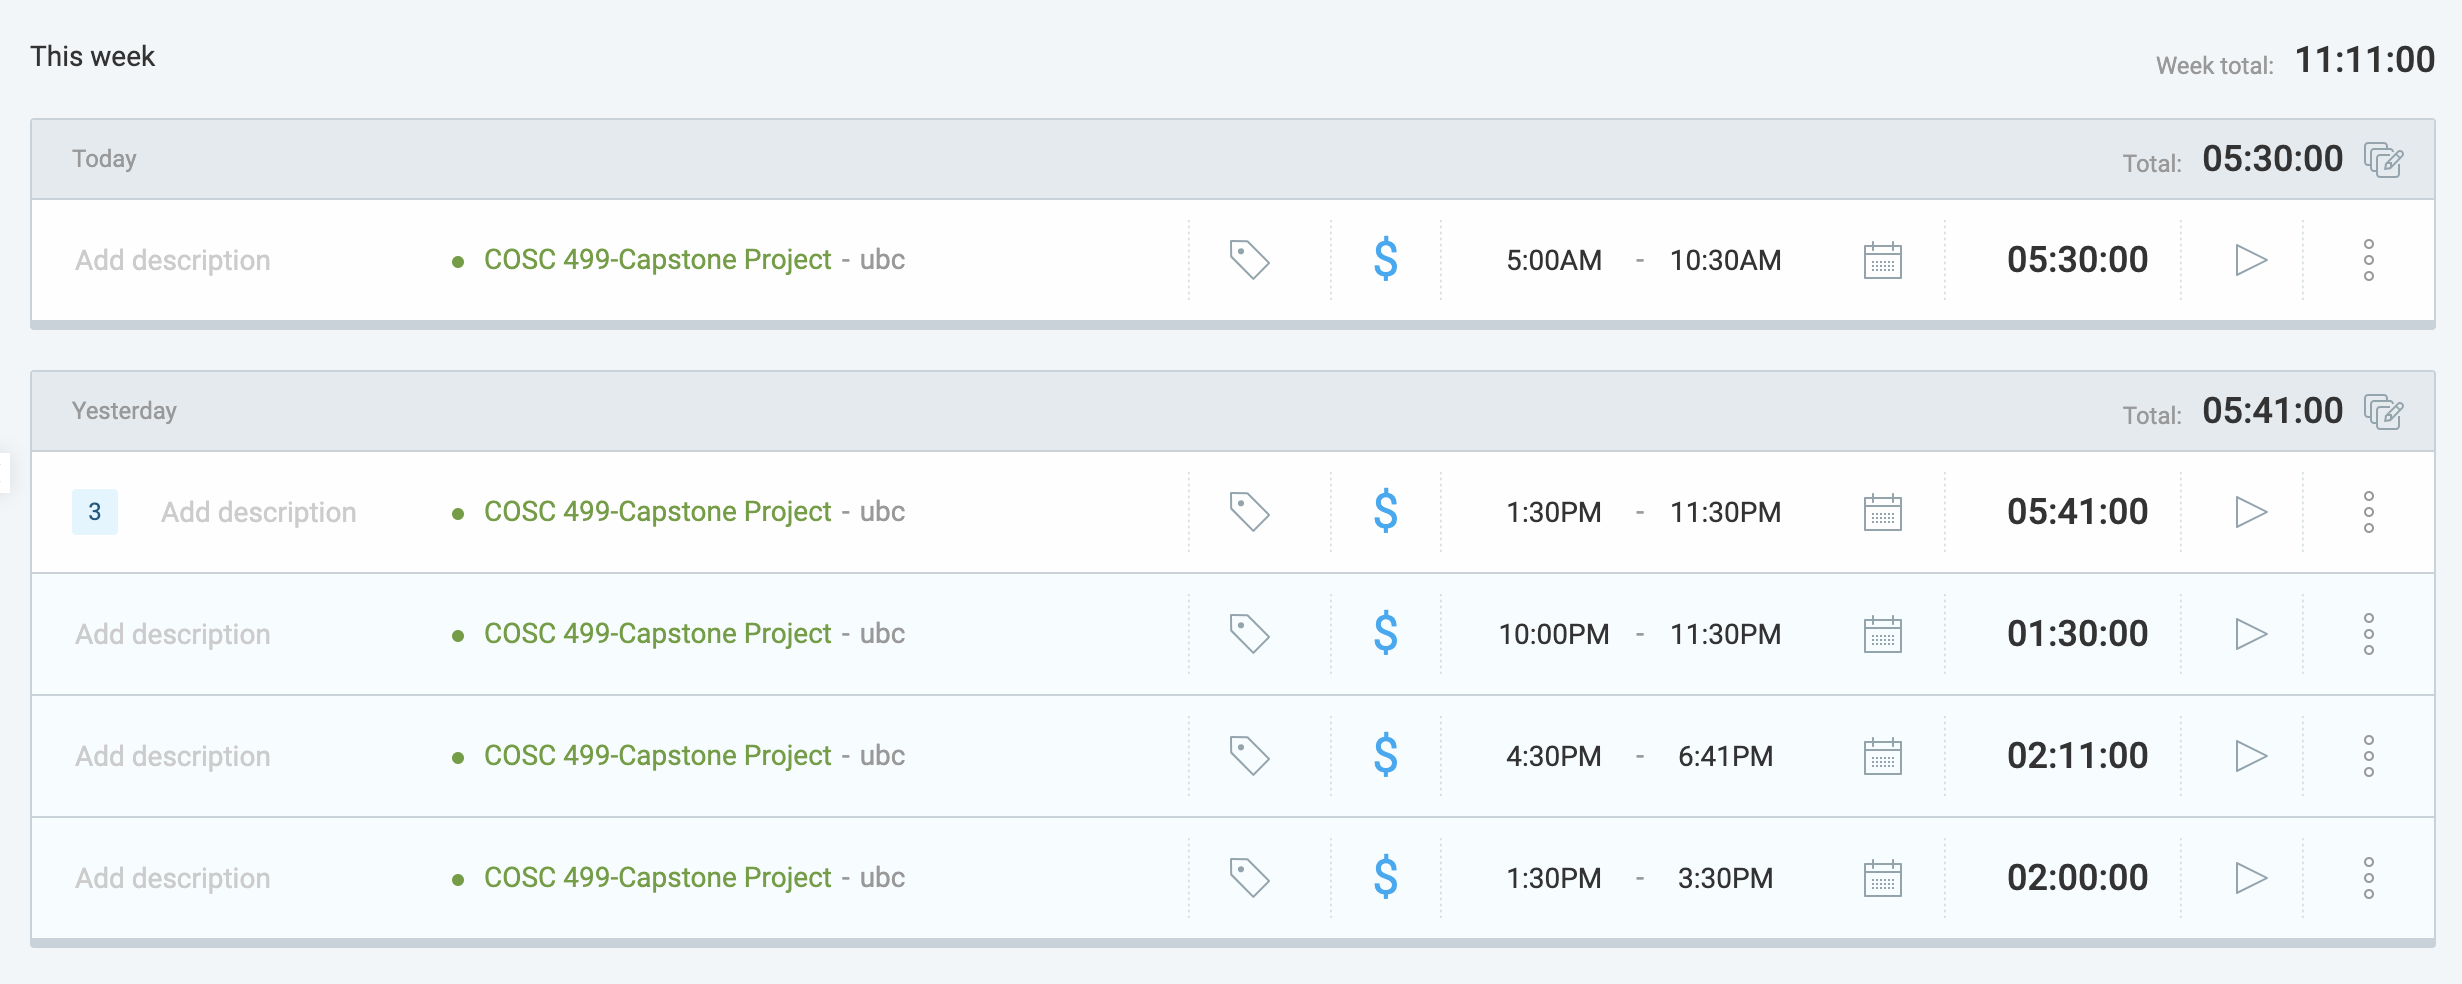 This week Week total: 11:11:00
Today Total: 05:30:00
Add description • COSC 499-Capstone Project - ubc $ 5:00AM - 10:30AM 05:30:00
Yesterday Total: 05:41:00
3 Add description • COSC 499-Capstone Project - ubc $ 1:30PM - 11:30PM 05:41:00
Add description • COSC 499-Capstone Project - ubc $ 10:00PM - 11:30PM 01:30:00
Add description • COSC 499-Capstone Project - ubc $ 4:30PM - 6:41PM 02:11:00
Add description • COSC 499-Capstone Project - ubc $ 1:30PM - 3:30PM 02:00:00